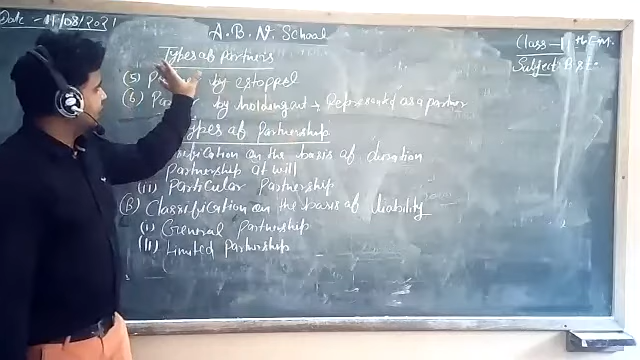 Date - 11/08/2021
A.B.N. School
Class-11th
Subject: B.St.
Types of partners
(5) by estoppel
(6) by holding out → Represented as a partner
Types of Partnership
on the basis of duration
Partnership at will
(ii) Particular Partnership
(B) Classification on the basis of liability
(i) General Partnership
(ii) Limited Partnership